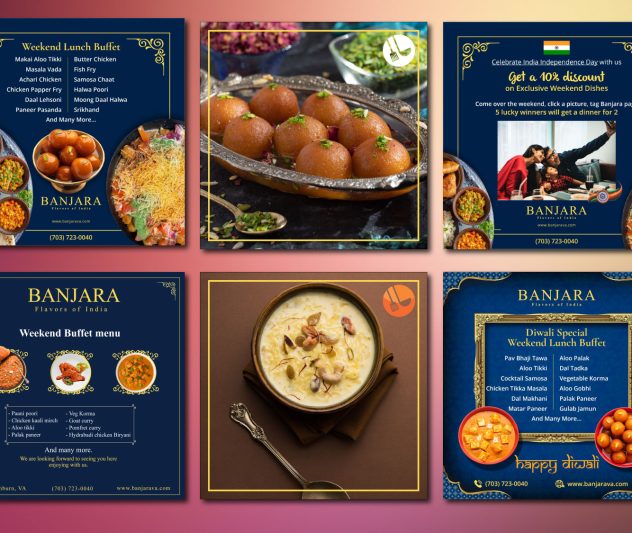 Weekend Lunch Buffet
Makai Aloo Tikki
Masala Vada
Achari Chicken
Chicken Papper Fry
Daal Lehsoni
Paneer Pasanda
Butter Chicken
Fish Fry
Samosa Chaat
Halwa Poori
Moong Daal Halwa
Srikhand
And Many More...
BANJARA
Flavors of India
www.banjarava.com
(703) 723-0040
Celebrate India Independence Day with us
Get a 10% discount
on Exclusive Weekend Dishes
Come over the weekend, click a picture, tag Banjara pag
5 lucky winners will get a dinner for 2
BANJARA
Flavors of India
(703) 723-0040
BANJARA
Flavors of India
Weekend Buffet menu
- Paani poori
- Chicken kaali mirch
- Aloo tikki
- Palak paneer
- Veg Korma
- Goat curry
- Pomfret curry
- Hydrabadi chicken Biryani
And many more.
We are looking forward to seeing you here
enjoying with us.
nburn, VA
(703) 723-0040
www.banjarava.com
BANJARA
Flavors of India
Diwali Special
Weekend Lunch Buffet
Pav Bhaji Tawa
Aloo Tikki
Cocktail Samosa
Chicken Tikka Masala
Dal Makhani
Matar Paneer
Aloo Palak
Dal Tadka
Vegetable Korma
Aloo Gobhi
Palak Paneer
Gulab Jamun
And Many More...
happy diwali
(703) 723-0040
www.banjarava.com